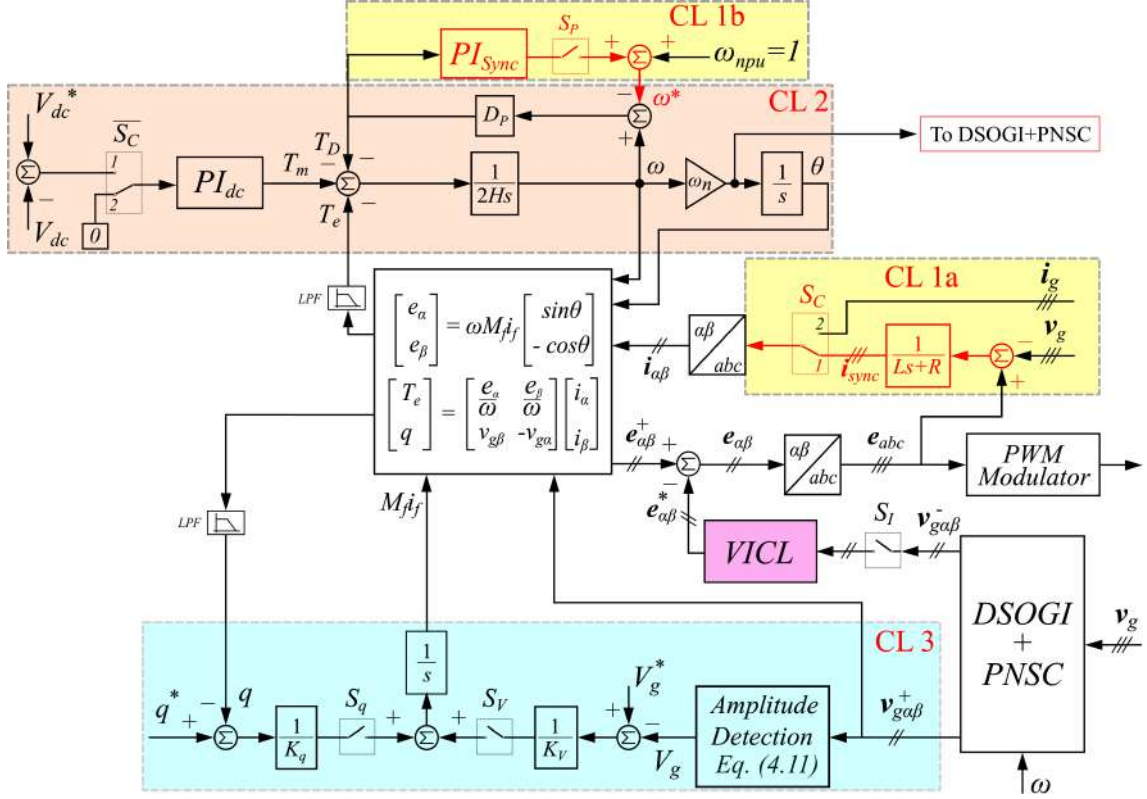 CL 1b
PI_Sync
S_P
+
+
Σ
ω_npu=1
CL 2
V_dc*
S̅_C̅
−
ω*
D_P
Σ
+
To DSOGI+PNSC
T_D
−
1
Σ
PI_dc
T_m
−
Σ
1/2Hs
ω
ω_n
1/s
θ
2
−
T_e
−
V_dc
0
LPF
CL 1a
i_g
[e_α e_β] = ωM_f i_f [sinθ - cosθ]
αβ
abc
S_C
2
1
i_sync
1/(Ls+R)
Σ
−
+
v_g
i_αβ
[T_e q] = [e_α/ω e_β/ω v_gβ -v_gα] [i_α i_β]
e_αβ^+
+
Σ
−
e_αβ
αβ
abc
e_abc
PWM
Modulator
M_f i_f
e_αβ^*
LPF
VICL
S_I
v_gαβ^-
DSOGI
+
PNSC
v_g
CL 3
1/s
V_g*
q*
+
−
q
Σ
1/K_q
S_q
+
Σ
+
S_V
1/K_V
+
Σ
−
V_g
Amplitude
Detection
Eq. (4.11)
v_gαβ^+
ω